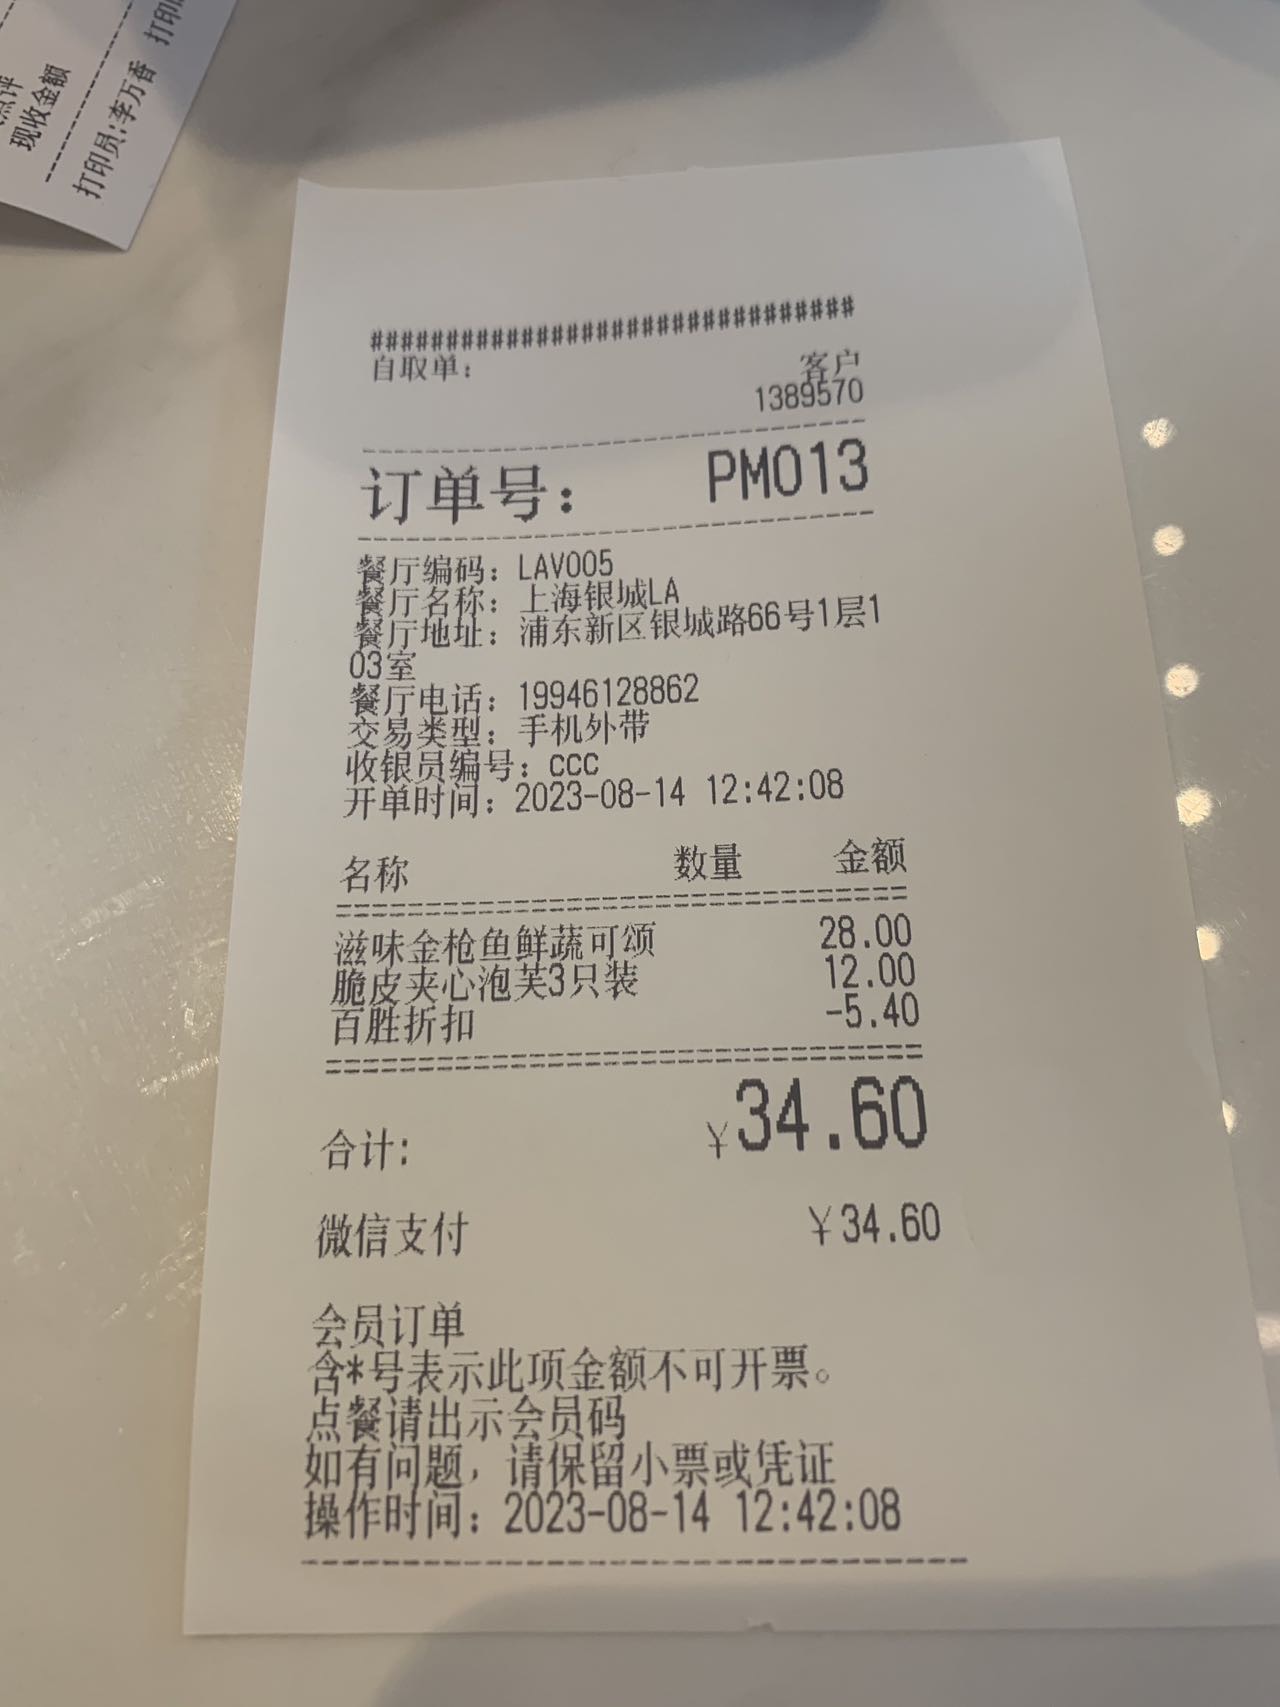 点评
现收金额
打印员:李万香 打印
################################
自取单： 客户
1389570
订单号： PM013
餐厅编码：LAV005
餐厅名称：上海银城LA
餐厅地址：浦东新区银城路66号1层1
03室
餐厅电话：19946128862
交易类型：手机外带
收银员编号：ccc
开单时间：2023-08-14 12:42:08
名称 数量 金额
滋味金枪鱼鲜蔬可颂 28.00
脆皮夹心泡芙3只装 12.00
百胜折扣 -5.40
合计: ¥34.60
微信支付 ¥34.60
会员订单
含*号表示此项金额不可开票。
点餐请出示会员码
如有问题，请保留小票或凭证
操作时间：2023-08-14 12:42:08